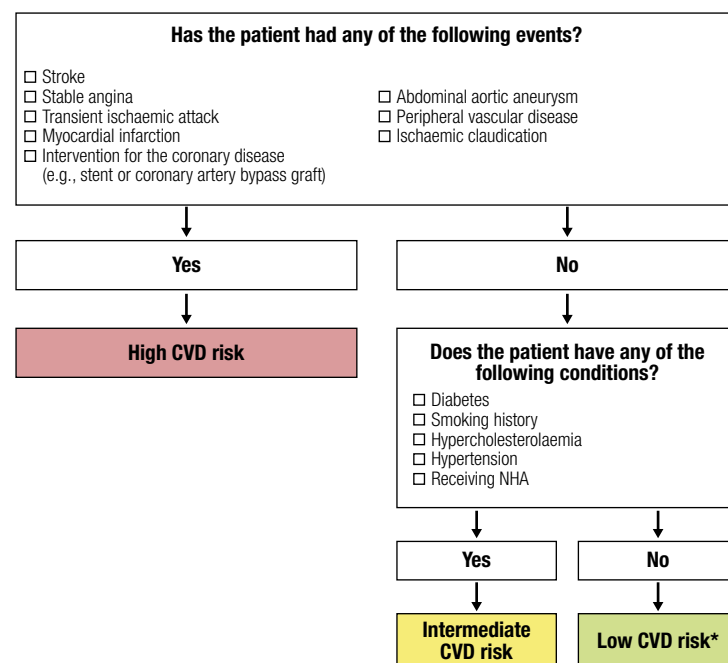 Has the patient had any of the following events?
☐ Stroke
☐ Stable angina
☐ Transient ischaemic attack
☐ Myocardial infarction
☐ Intervention for the coronary disease
(e.g., stent or coronary artery bypass graft)
☐ Abdominal aortic aneurysm
☐ Peripheral vascular disease
☐ Ischaemic claudication
Yes
No
High CVD risk
Does the patient have any of the
following conditions?
☐ Diabetes
☐ Smoking history
☐ Hypercholesterolaemia
☐ Hypertension
☐ Receiving NHA
Yes
No
Intermediate
CVD risk
Low CVD risk*